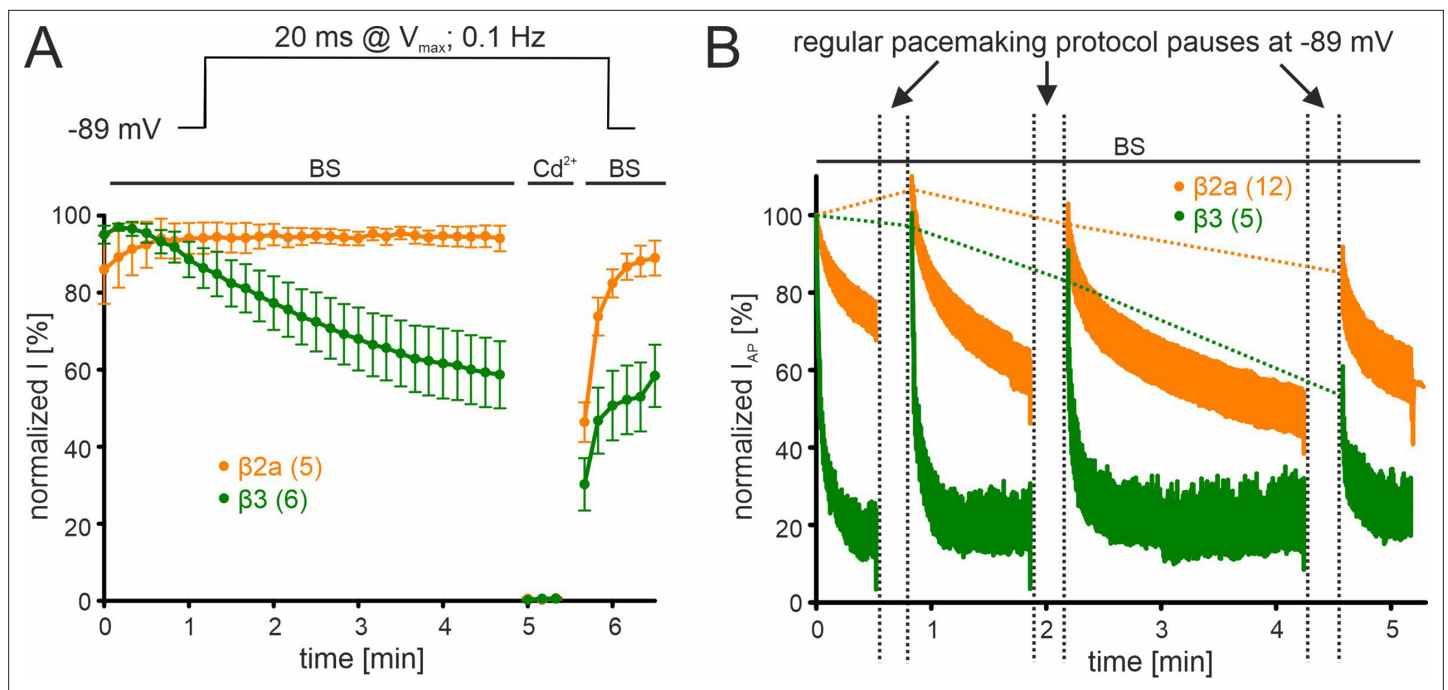 A
20 ms @ Vmax; 0.1 Hz
-89 mV
BS
Cd2+
BS
normalized I [%]
100
80
60
40
20
0
β2a (5)
β3 (6)
0
1
2
3
4
5
6
time [min]
B
regular pacemaking protocol pauses at -89 mV
BS
β2a (12)
β3 (5)
normalized IAP [%]
100
80
60
40
20
0
0
1
2
3
4
5
time [min]